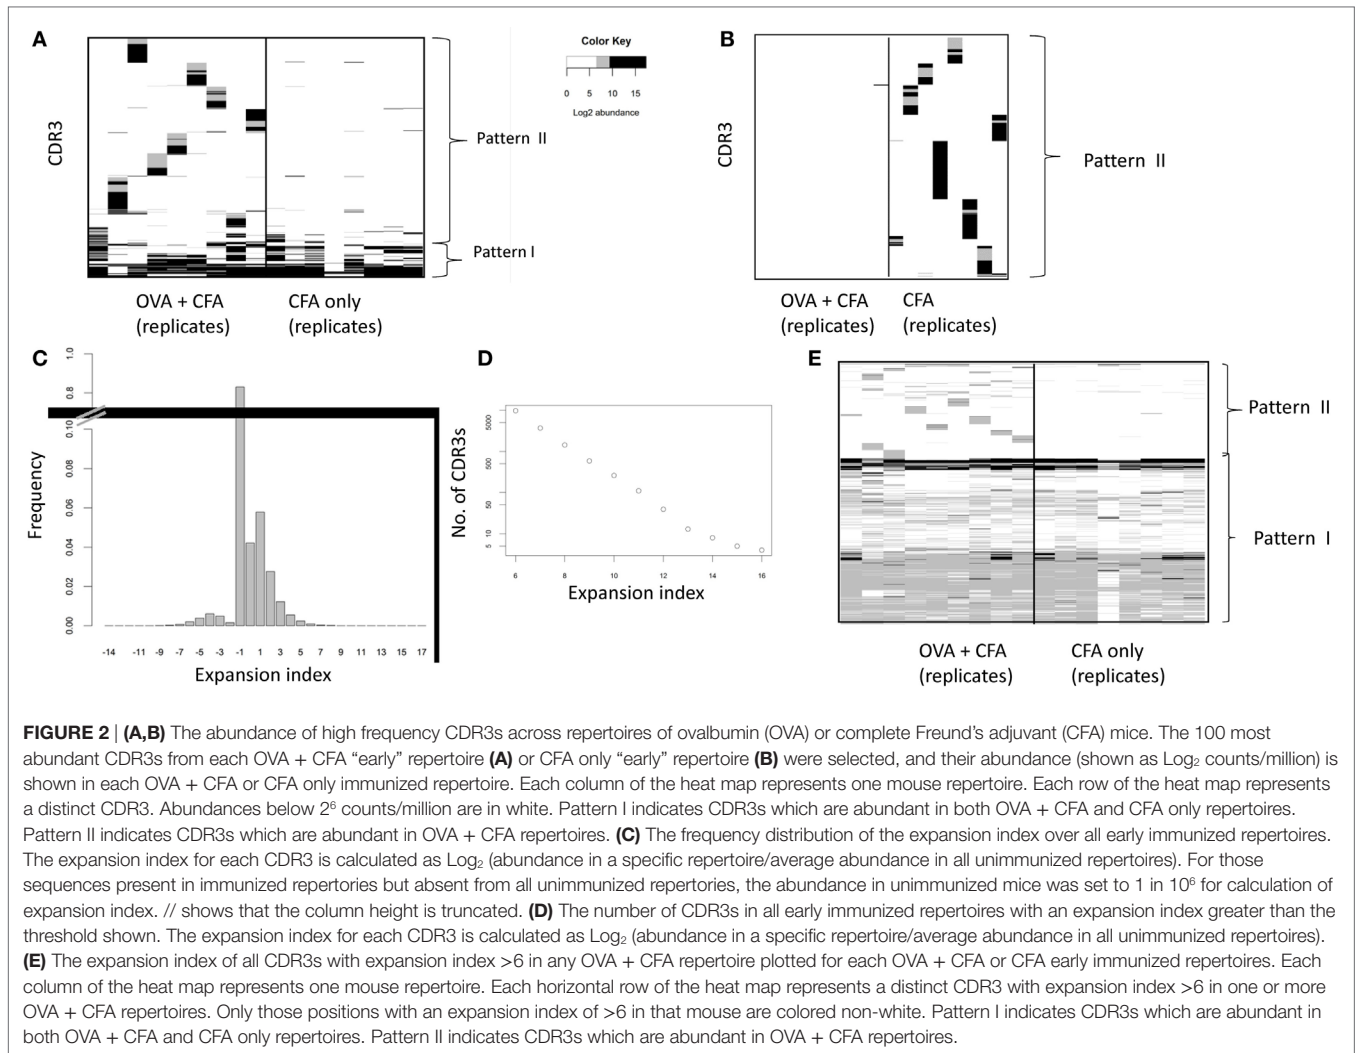 A
Color Key
0 5 10 15
Log2 abundance
CDR3
Pattern II
Pattern I
OVA + CFA
(replicates)
CFA only
(replicates)
B
CDR3
Pattern II
OVA + CFA
(replicates)
CFA
(replicates)
C
Frequency
1.0
0.8
0.10
0.08
0.06
0.04
0.02
0.00
-14 -11 -9 -7 -5 -3 -1 1 3 5 7 9 11 13 15 17
Expansion index
D
No. of CDR3s
5000
500
50
10
5
6 8 10 12 14 16
Expansion index
E
Pattern II
Pattern I
OVA + CFA
(replicates)
CFA only
(replicates)
FIGURE 2 | (A,B) The abundance of high frequency CDR3s across repertoires of ovalbumin (OVA) or complete Freund's adjuvant (CFA) mice. The 100 most
abundant CDR3s from each OVA + CFA “early” repertoire (A) or CFA only “early” repertoire (B) were selected, and their abundance (shown as Log₂ counts/million) is
shown in each OVA + CFA or CFA only immunized repertoire. Each column of the heat map represents one mouse repertoire. Each row of the heat map represents
a distinct CDR3. Abundances below 2⁶ counts/million are in white. Pattern I indicates CDR3s which are abundant in both OVA + CFA and CFA only repertoires.
Pattern II indicates CDR3s which are abundant in OVA + CFA repertoires. (C) The frequency distribution of the expansion index over all early immunized repertoires.
The expansion index for each CDR3 is calculated as Log₂ (abundance in a specific repertoire/average abundance in all unimmunized repertoires). For those
sequences present in immunized repertories but absent from all unimmunized repertories, the abundance in unimmunized mice was set to 1 in 10⁶ for calculation of
expansion index. // shows that the column height is truncated. (D) The number of CDR3s in all early immunized repertoires with an expansion index greater than the
threshold shown. The expansion index for each CDR3 is calculated as Log₂ (abundance in a specific repertoire/average abundance in all unimmunized repertoires).
(E) The expansion index of all CDR3s with expansion index >6 in any OVA + CFA repertoire plotted for each OVA + CFA or CFA early immunized repertoires. Each
column of the heat map represents one mouse repertoire. Each horizontal row of the heat map represents a distinct CDR3 with expansion index >6 in one or more
OVA + CFA repertoires. Only those positions with an expansion index of >6 in that mouse are colored non-white. Pattern I indicates CDR3s which are abundant in
both OVA + CFA and CFA only repertoires. Pattern II indicates CDR3s which are abundant in OVA + CFA repertoires.